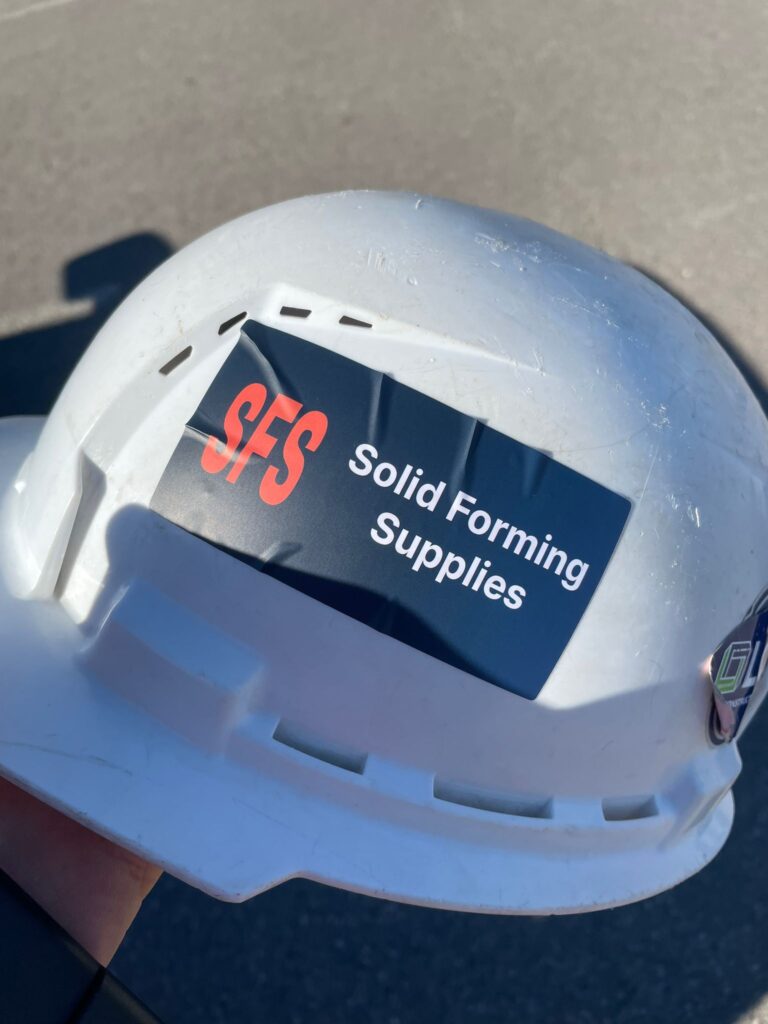 SFS
Solid Forming
Supplies